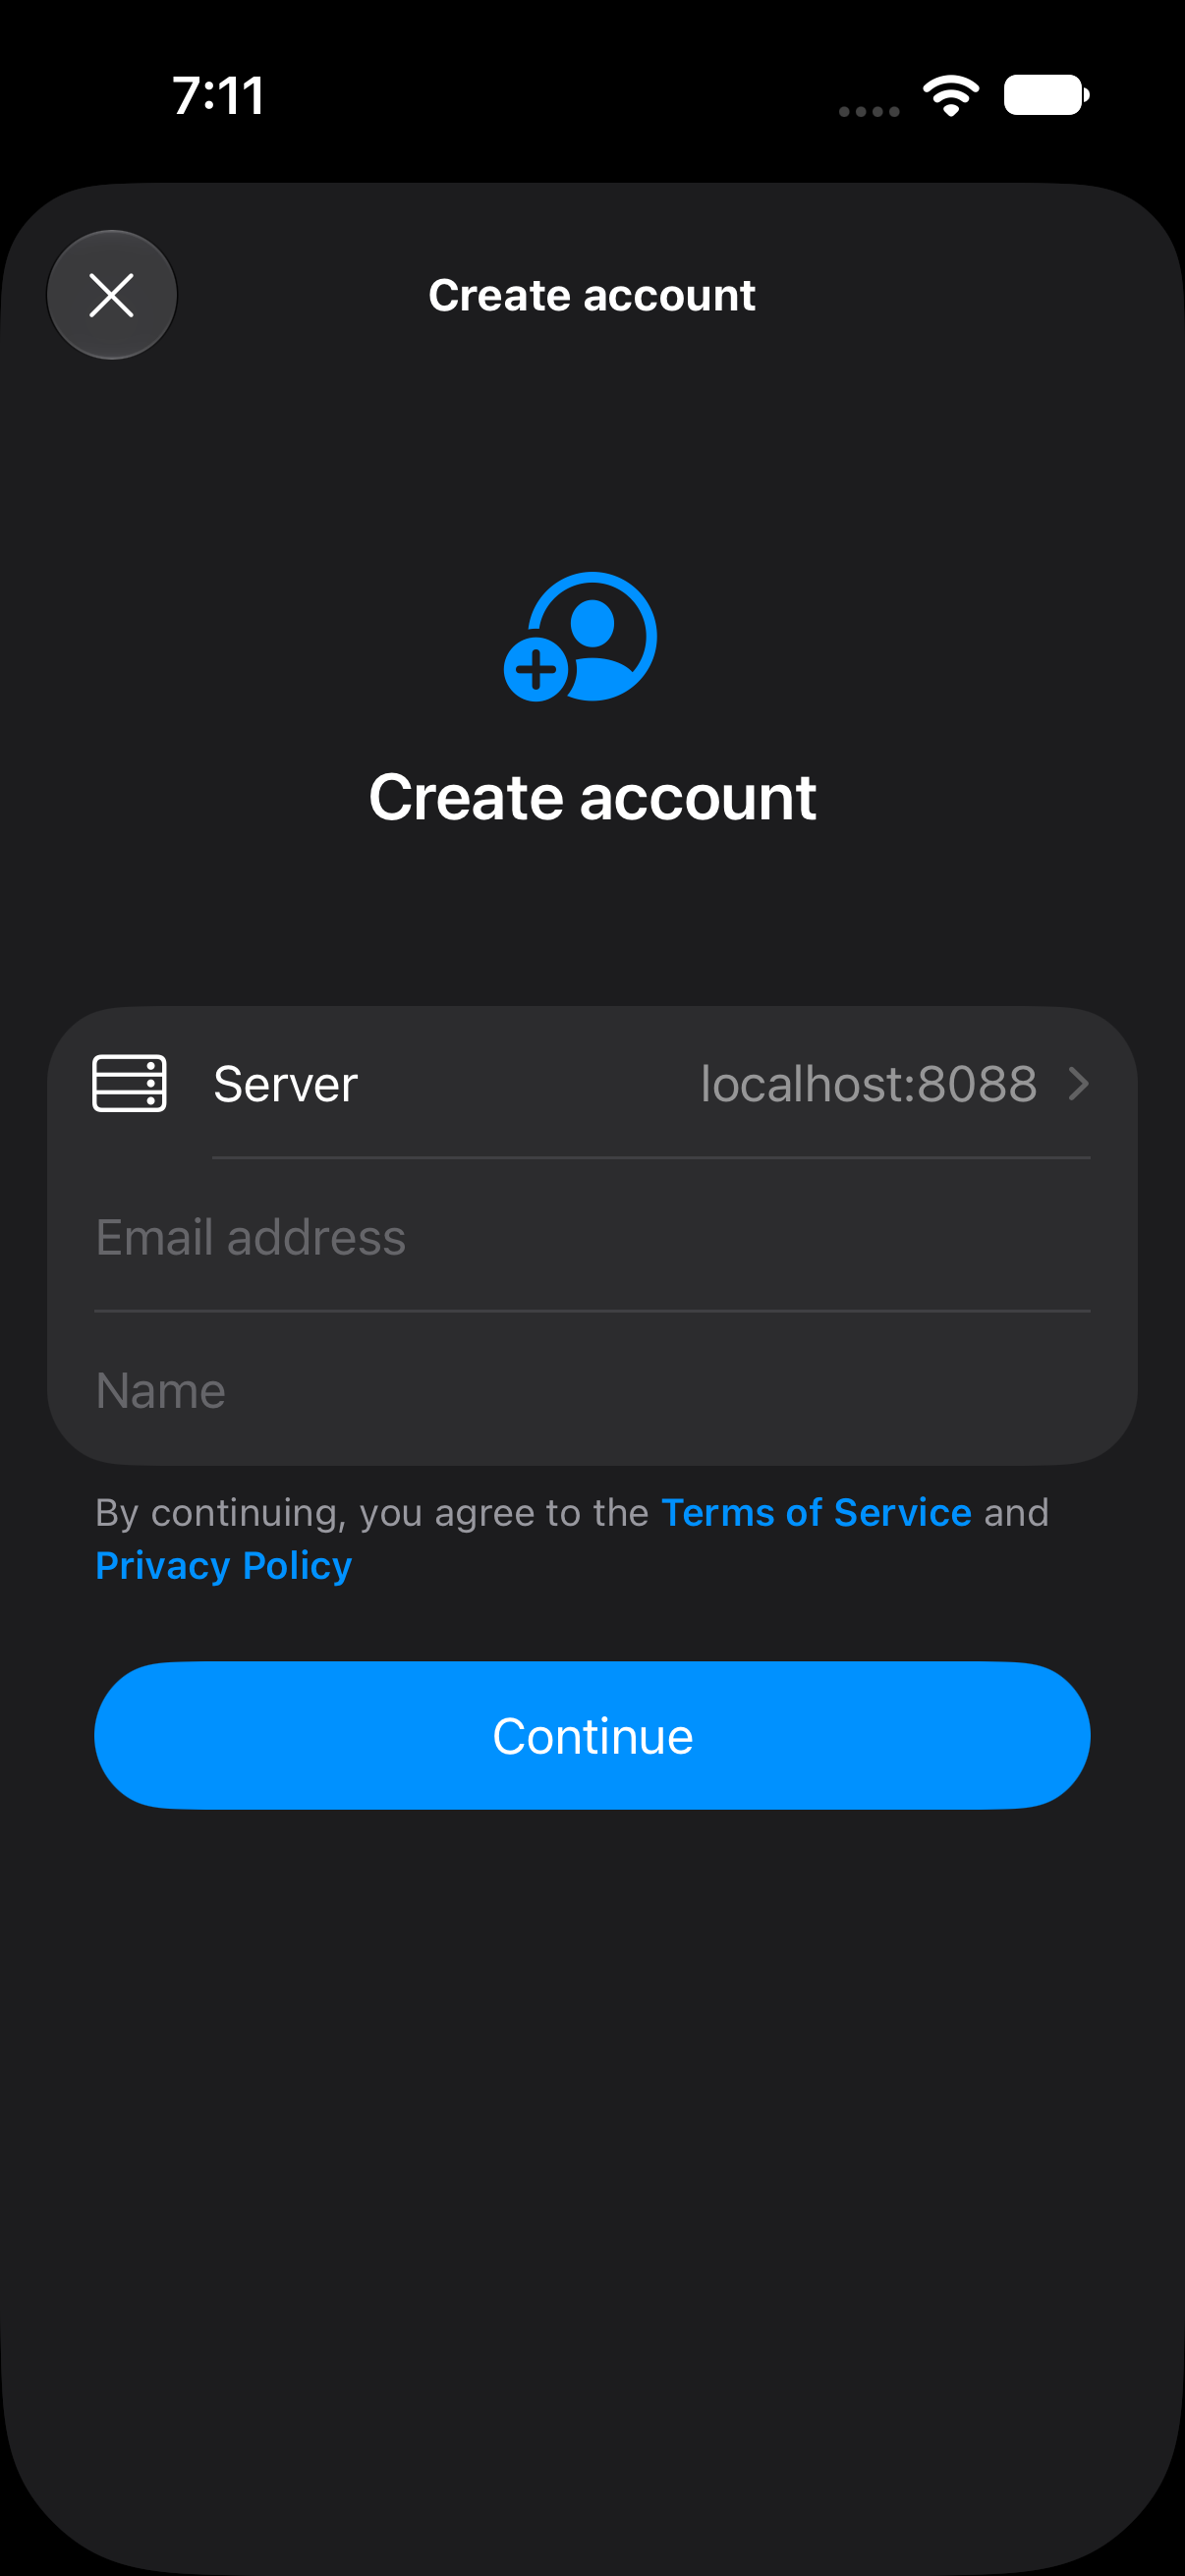 7:11
Create account
Create account
Server localhost:8088
Email address
Name
By continuing, you agree to the Terms of Service and
Privacy Policy
Continue